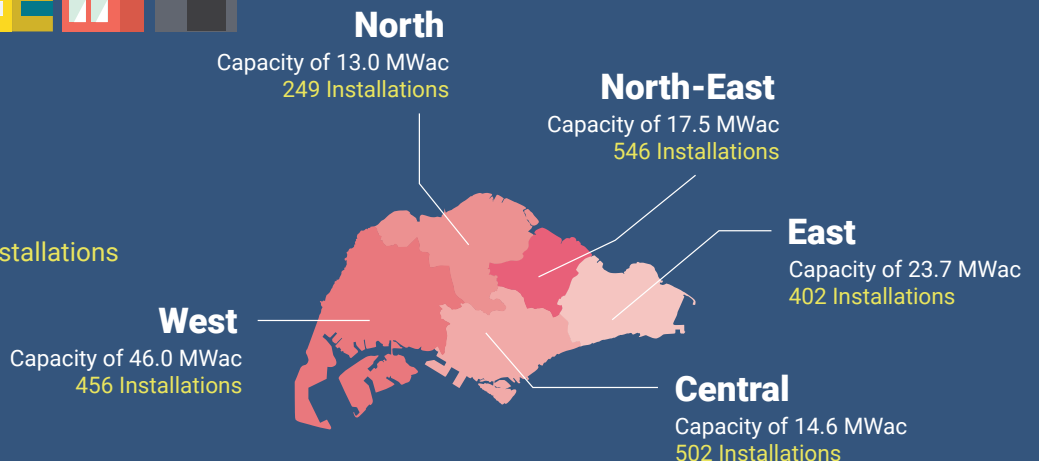 North
Capacity of 13.0 MWac
249 Installations
North-East
Capacity of 17.5 MWac
546 Installations
stallations
East
Capacity of 23.7 MWac
402 Installations
West
Capacity of 46.0 MWac
456 Installations
Central
Capacity of 14.6 MWac
502 Installations